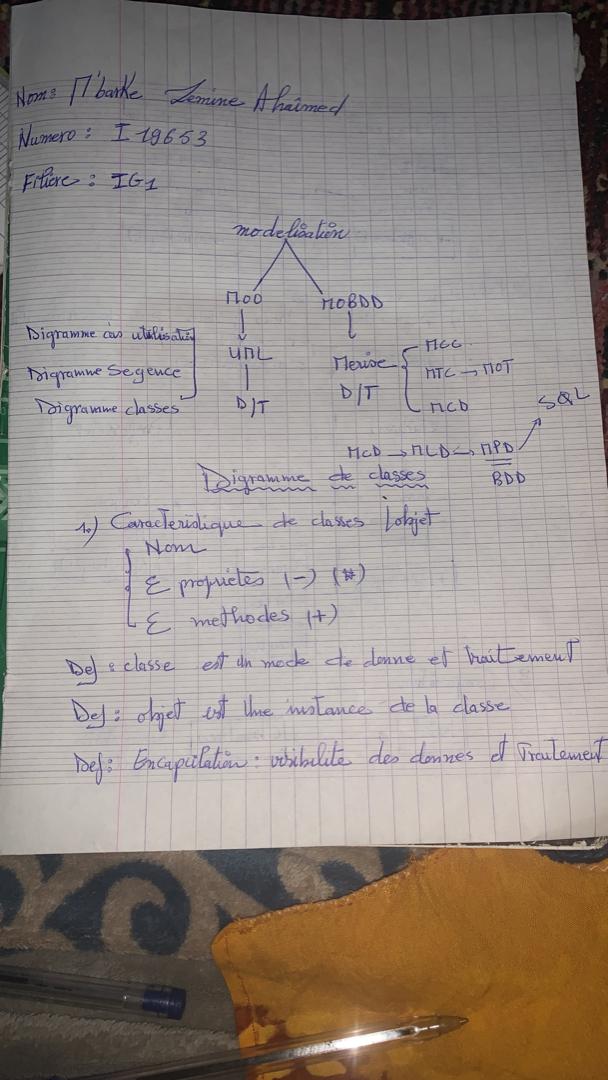 Nom: M'barke Lemine Ahaimed
Numero : I 19653
Filiere : IG1
modelisation
MOO MOBDD
Digramme cas utilisation
UML
Merise
MCC
Digramme Segence
MTC → MOT
Digramme classes
D/T
D/T
MCD
SQL
MCD → MLD → MPD
BDD
Digramme de classes
1.) Caracteristique de classes / objet
Nom
Σ proprietes (-) (#)
Σ methodes (+)
Def : classe est un mode de donne et traitement
Def : objet est Une instance de la classe
Def : Encapsulation : visibilite des donnes et Traitement